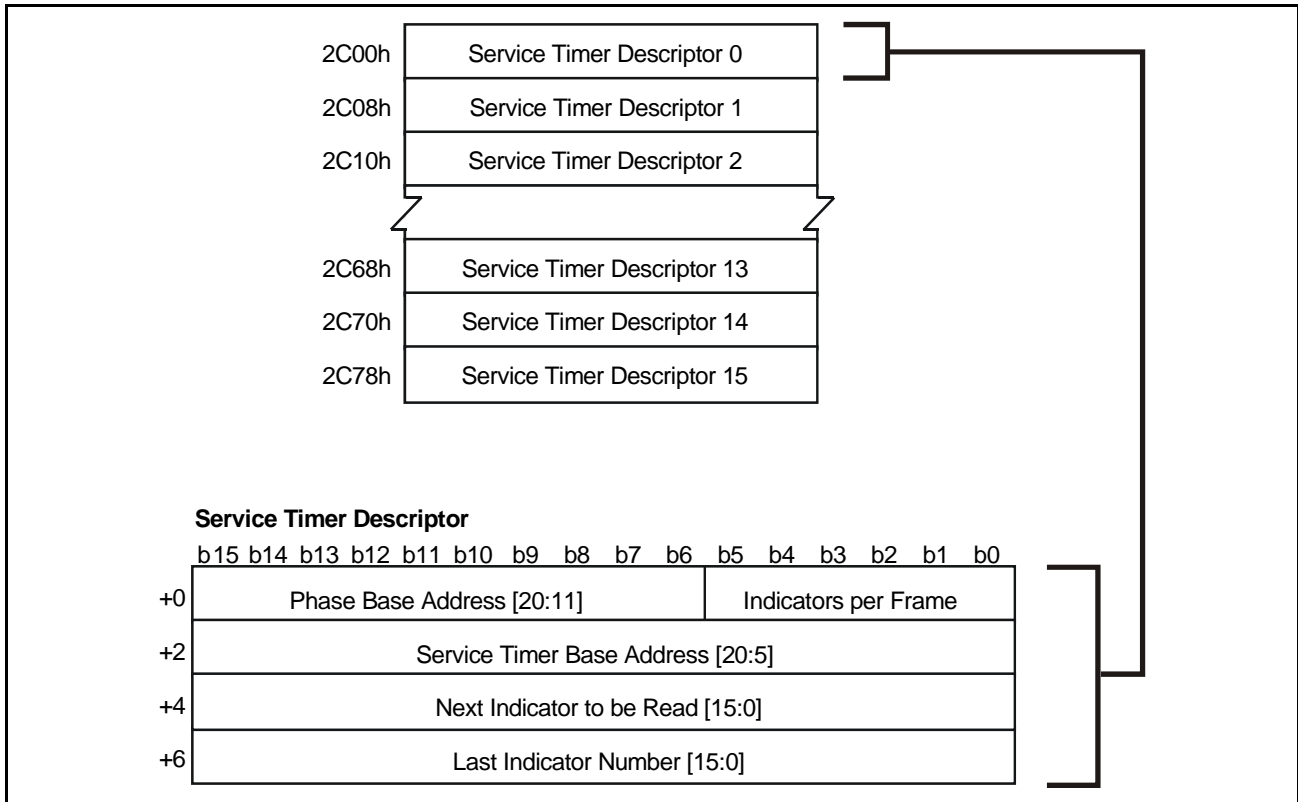 2C00h Service Timer Descriptor 0
2C08h Service Timer Descriptor 1
2C10h Service Timer Descriptor 2
2C68h Service Timer Descriptor 13
2C70h Service Timer Descriptor 14
2C78h Service Timer Descriptor 15
Service Timer Descriptor
b15 b14 b13 b12 b11 b10 b9 b8 b7 b6 b5 b4 b3 b2 b1 b0
+0 Phase Base Address [20:11] Indicators per Frame
+2 Service Timer Base Address [20:5]
+4 Next Indicator to be Read [15:0]
+6 Last Indicator Number [15:0]